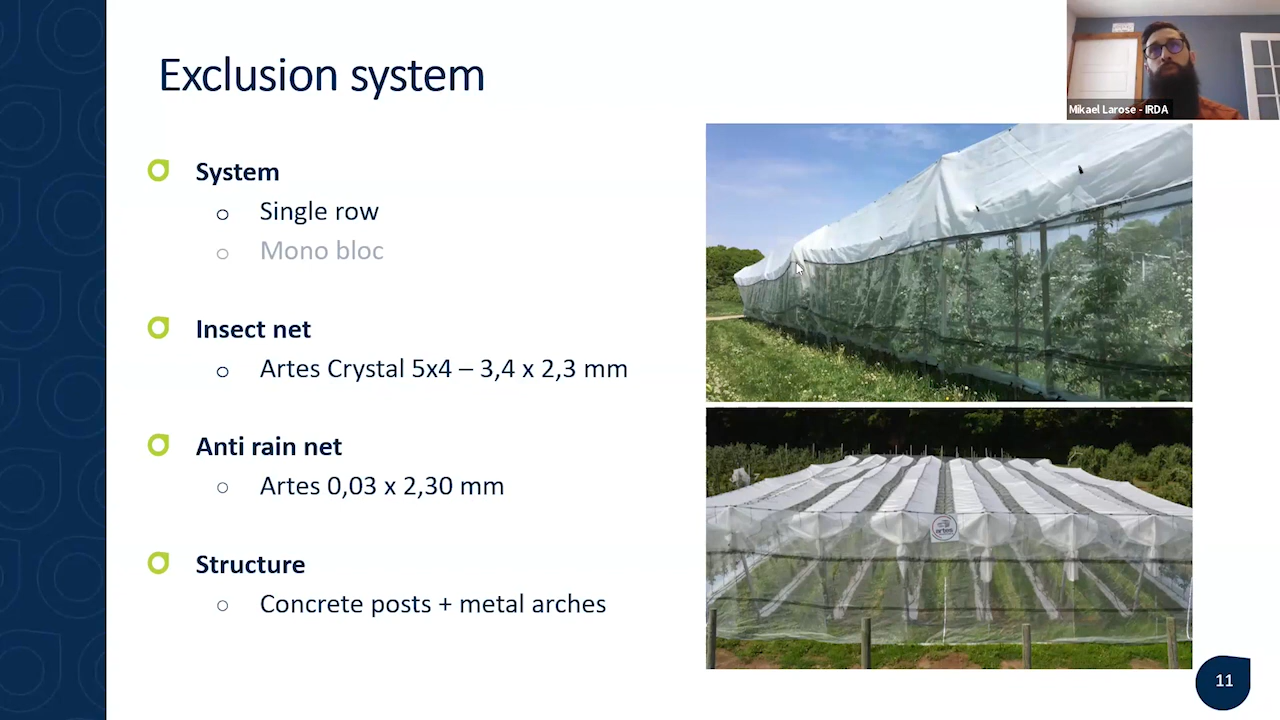 Exclusion system
Mikael Larose - IRDA
System
Single row
Mono bloc
Insect net
Artes Crystal 5x4 – 3,4 x 2,3 mm
Anti rain net
Artes 0,03 x 2,30 mm
Structure
Concrete posts + metal arches
artes
11